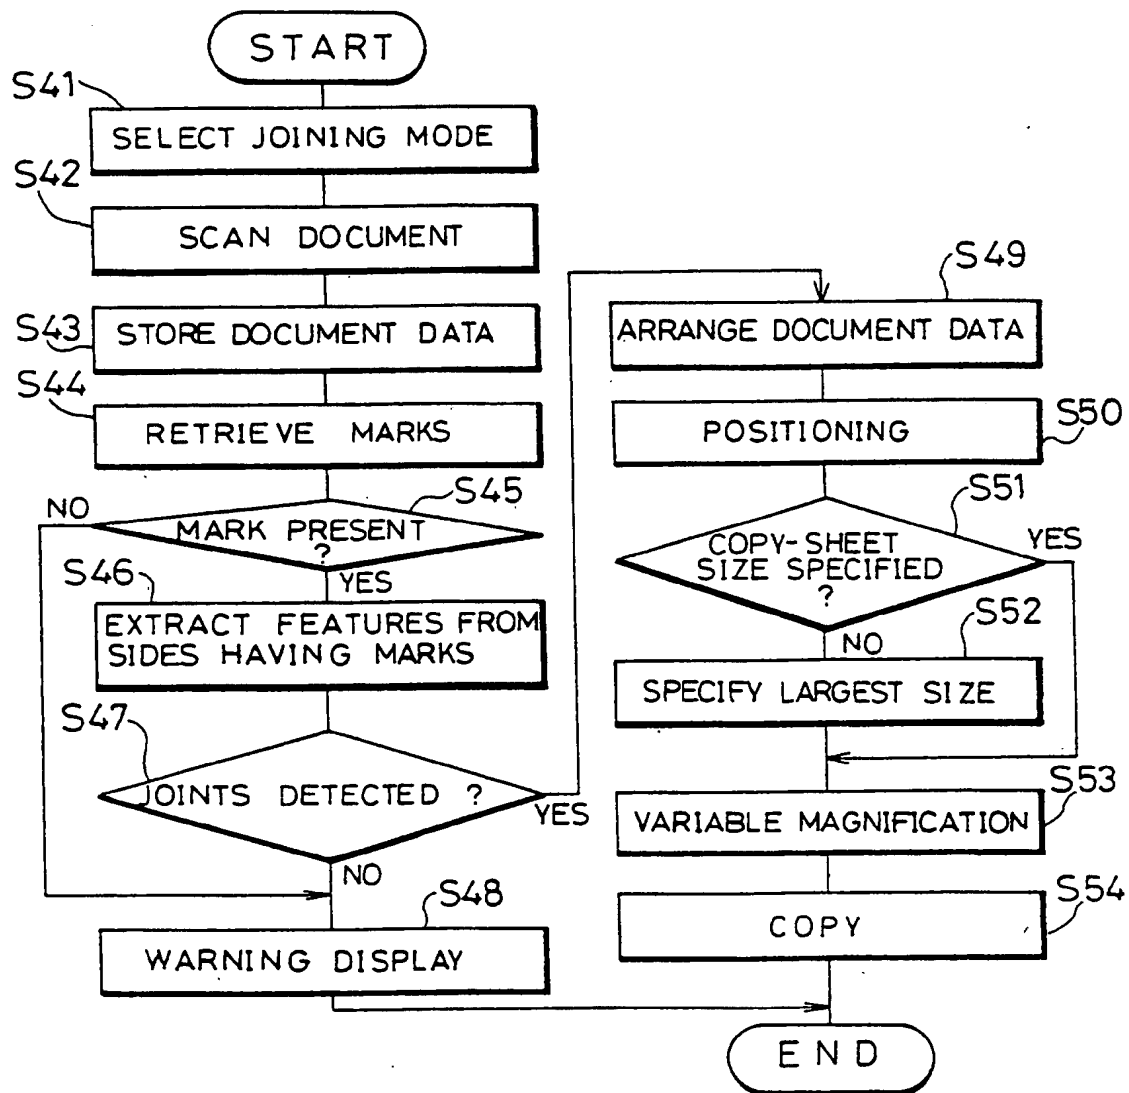 START
S41
SELECT JOINING MODE
S42
SCAN DOCUMENT
S43
STORE DOCUMENT DATA
S44
RETRIEVE MARKS
S45
NO
MARK PRESENT
?
YES
S46
EXTRACT FEATURES FROM
SIDES HAVING MARKS
S47
JOINTS DETECTED ?
YES
NO
S48
WARNING DISPLAY
S49
ARRANGE DOCUMENT DATA
S50
POSITIONING
S51
COPY-SHEET
SIZE SPECIFIED
?
YES
NO
S52
SPECIFY LARGEST SIZE
S53
VARIABLE MAGNIFICATION
S54
COPY
END